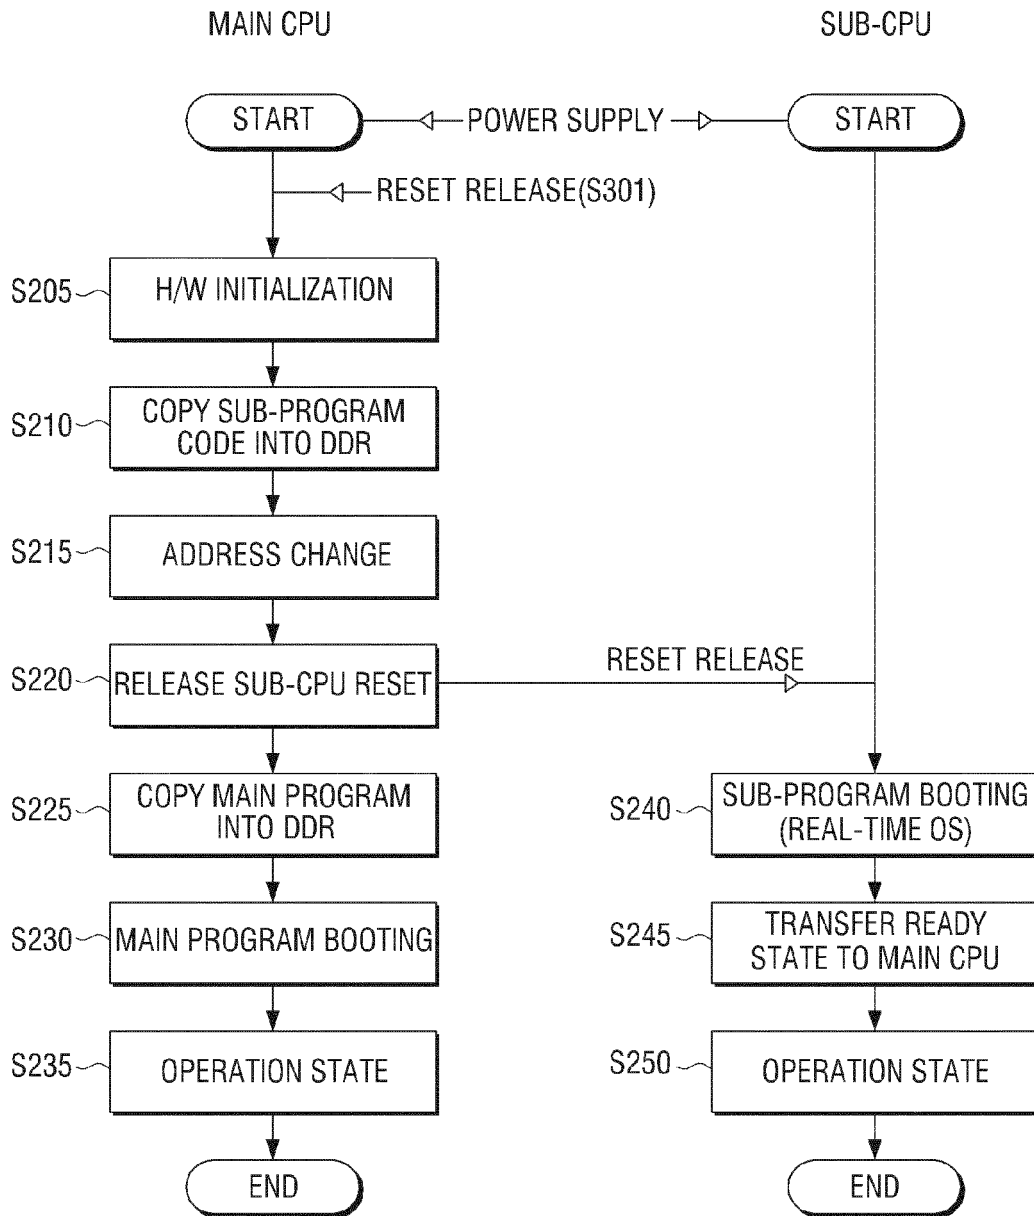 MAIN CPU
SUB-CPU
START
POWER SUPPLY
START
RESET RELEASE(S301)
S205
H/W INITIALIZATION
S210
COPY SUB-PROGRAM
CODE INTO DDR
S215
ADDRESS CHANGE
S220
RELEASE SUB-CPU RESET
RESET RELEASE
S225
COPY MAIN PROGRAM
INTO DDR
S240
SUB-PROGRAM BOOTING
(REAL-TIME OS)
S230
MAIN PROGRAM BOOTING
S245
TRANSFER READY
STATE TO MAIN CPU
S235
OPERATION STATE
S250
OPERATION STATE
END
END